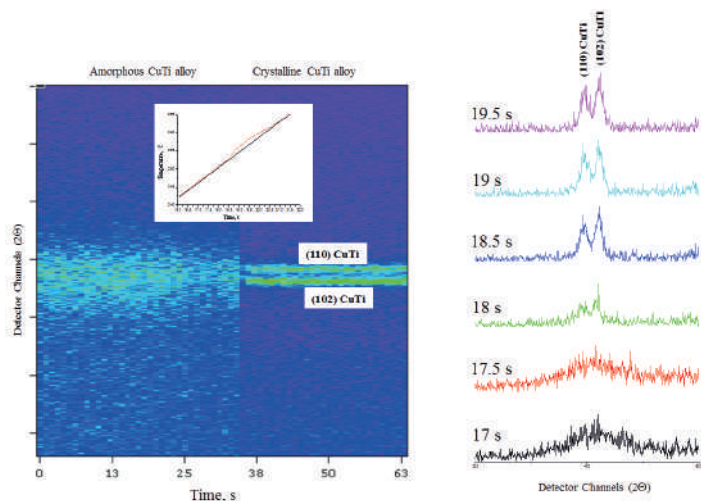 Amorphous CuTi alloy
Crystalline CuTi alloy
Time, s
(110) CuTi
(102) CuTi
Detector Channels (2Θ)
0 13 25 38 50 63
Time, s
(110) CuTi
(102) CuTi
19.5 s
19 s
18.5 s
18 s
17.5 s
17 s
Detector Channels (2Θ)